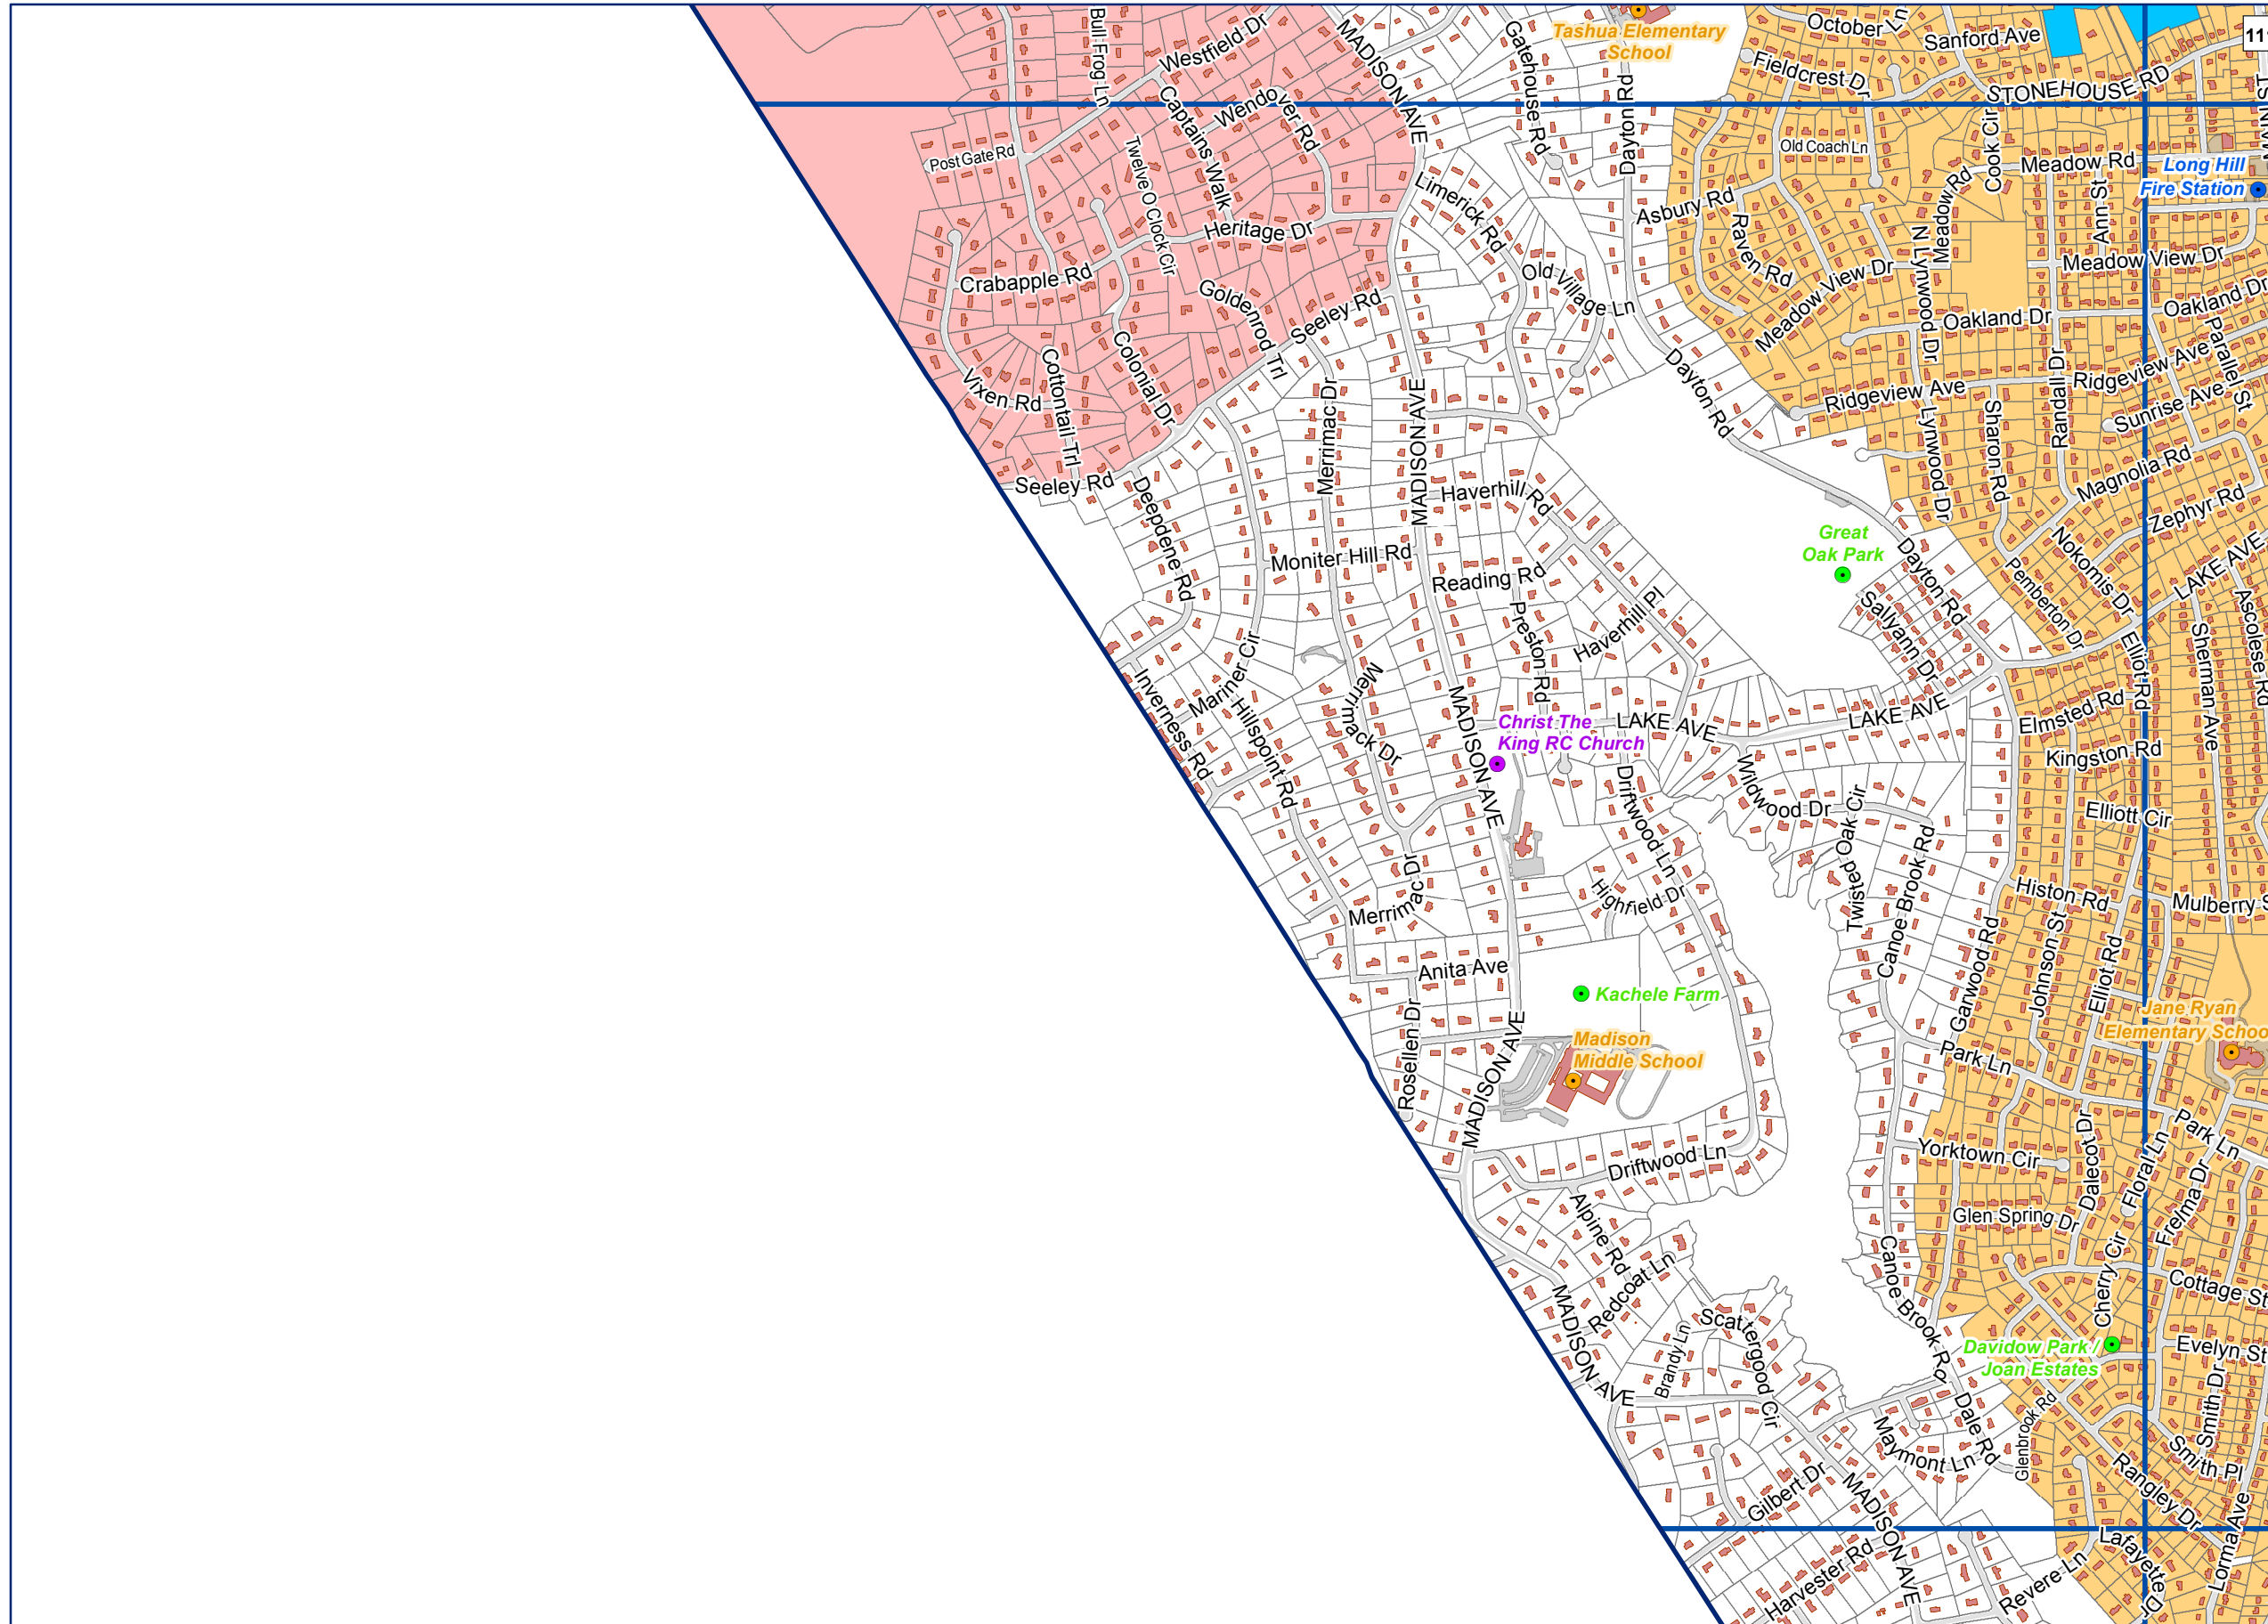 Bull Frog Ln
Westfield Dr
MADISON AVE
Gatehouse Rd
Tashua Elementary
School
October Ln
Sanford Ave
Fieldcrest Dr
STONEHOUSE RD
Captains Walk
Wendover Rd
Dayton Rd
Post Gate Rd
Twelve O Clock Cir
Old Coach Ln
Cook Cir
Meadow Rd
Long Hill
Fire Station
Limerick Rd
Asbury Rd
Raven Rd
Meadow Rd
Ann St
Heritage Dr
N Lynwood Dr
Meadow View Dr
Meadow View Dr
Crabapple Rd
Goldenrod Trl
Seeley Rd
Old Village Ln
Oakland Dr
Oakland Dr
Parallel St
Cottontail Trl
Colonial Dr
Vixen Rd
Merrimac Dr
MADISON AVE
Dayton Rd
Ridgeview Ave
Ridgeview Ave
Randall Dr
Sunrise Ave
Lynwood Dr
Sharon Rd
Magnolia Rd
Seeley Rd
Deepdene Rd
Haverhill Rd
Zephyr Rd
Great
Oak Park
Moniter Hill Rd
Reading Rd
Dayton Rd
Nokomis Dr
Pemberton Dr
LAKE AVE
Preston Rd
Haverhill Pl
Sallyann Dr
Elliot Rd
Sherman Ave
Ascolese Rd
Mariner Cir
Inverness Rd
Hillspoint Rd
Merrimack Dr
MADISON AVE
Christ The
King RC Church
LAKE AVE
LAKE AVE
Elmsted Rd
Kingston Rd
Wildwood Dr
Driftwood Ln
Twisted Oak Cir
Canoe Brook Rd
Elliott Cir
Merrimac Dr
Highfield Dr
Histon Rd
Mulberry S
Anita Ave
Garwood Rd
Johnson St
Elliot Rd
Kachele Farm
Rosellen Dr
MADISON AVE
Madison
Middle School
Jane Ryan
Elementary Schoo
Park Ln
Driftwood Ln
Yorktown Cir
Dalecot Dr
Floral Ln
Park Ln
Frelma Dr
Alpine Rd
Glen Spring Dr
Redcoat Ln
Canoe Brook Rd
Cherry Cir
Cottage St
MADISON AVE
Brandy Ln
Scattergood Cir
Davidow Park /
Joan Estates
Evelyn St
Dale Rd
Glenbrook Rd
Smith Dr
Maymont Ln
Smith Pl
Gilbert Dr
MADISON AVE
Rangley Dr
Lorma Ave
Harvester Rd
Revere Ln
Lafayette Dr